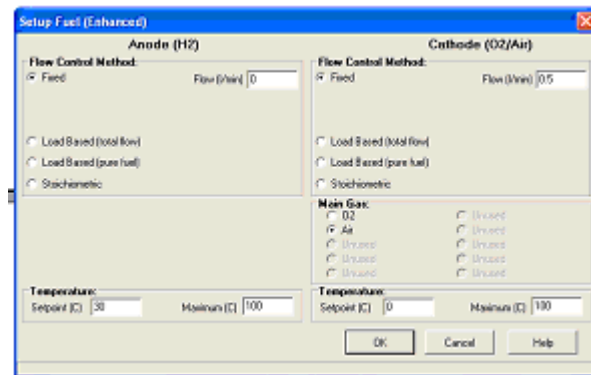 Setup Fuel (Enhanced)
Anode (H2)
Cathode (O2/Air)
Flow Control Method:
Fixed Flow (l/min) 0
Load Based (total flow)
Load Based (pure fuel)
Stoichiometric
Flow Control Method:
Fixed Flow (l/min) 0.5
Load Based (total flow)
Load Based (pure fuel)
Stoichiometric
Main Gas:
O2 Unused
Air Unused
Unused Unused
Unused Unused
Unused Unused
Temperature:
Setpoint (C) 30 Maximum (C) 100
Temperature:
Setpoint (C) 0 Maximum (C) 100
OK Cancel Help